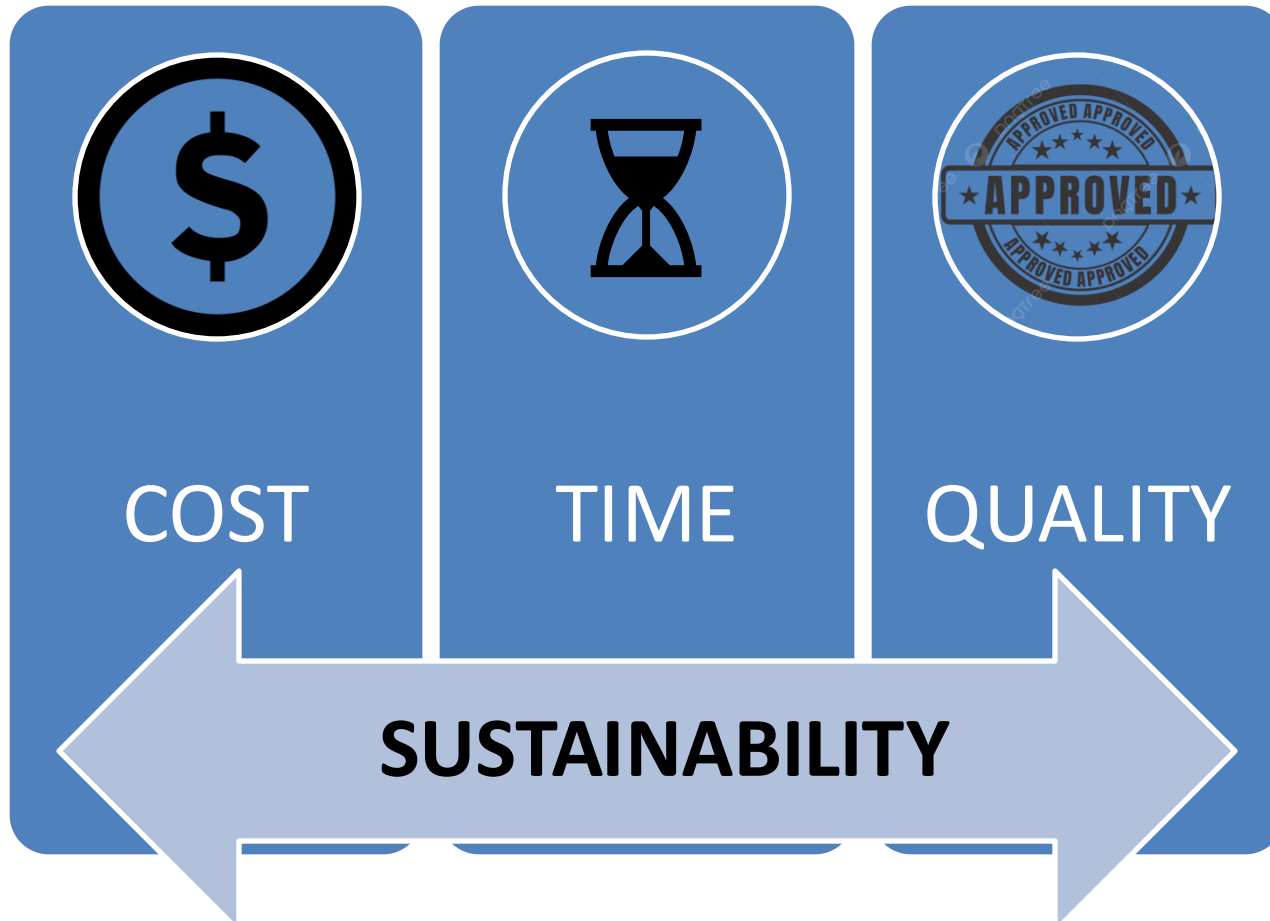 $
APPROVED APPROVED
★ APPROVED ★
APPROVED APPROVED
COST
TIME
QUALITY
SUSTAINABILITY